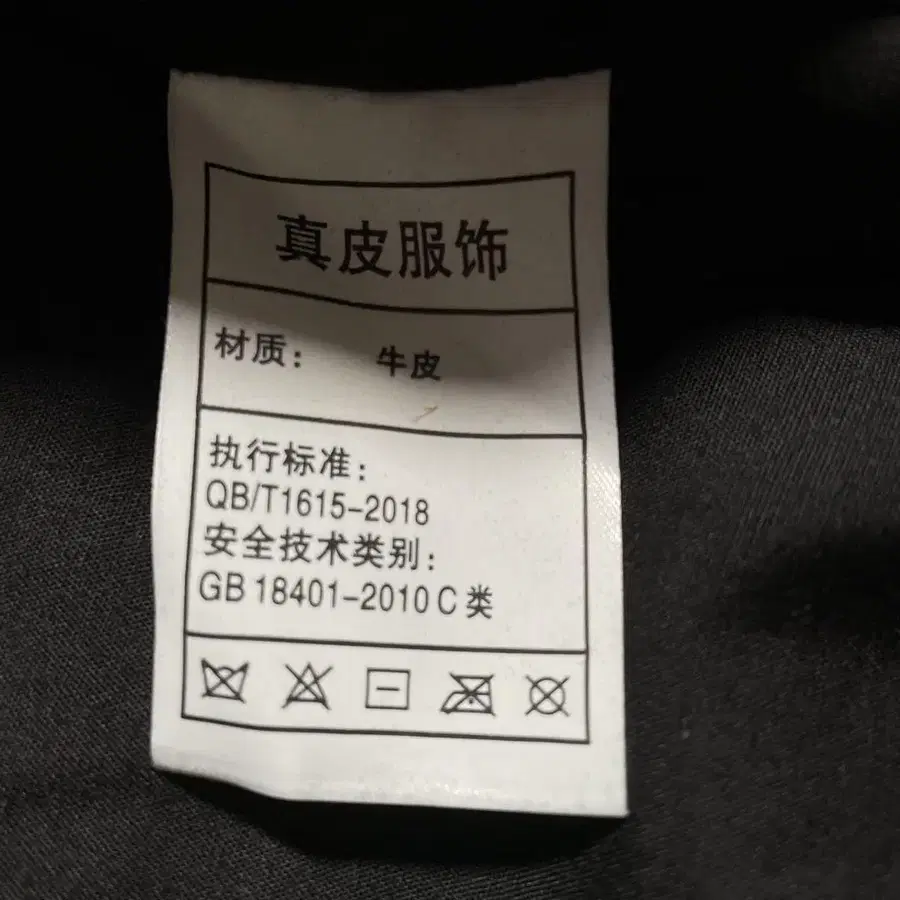 真皮服饰
材质： 牛皮
执行标准：
QB/T1615-2018
安全技术类别：
GB 18401-2010 C 类